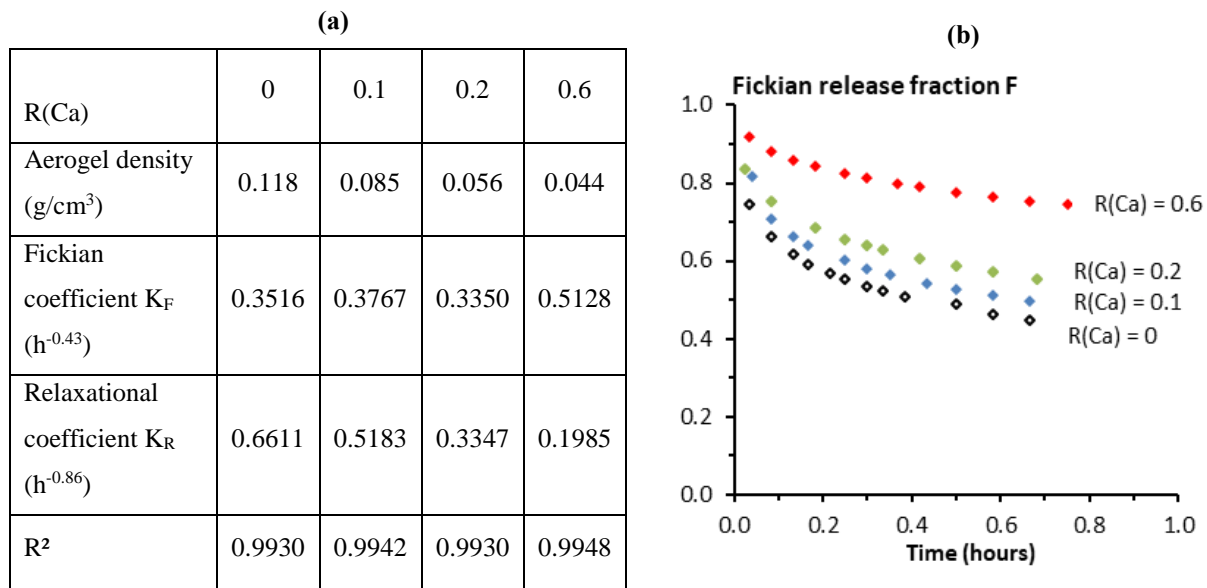 (a)
R(Ca) 0 0.1 0.2 0.6
Aerogel density
(g/cm³) 0.118 0.085 0.056 0.044
Fickian
coefficient K_F
(h^-0.43) 0.3516 0.3767 0.3350 0.5128
Relaxational
coefficient K_R
(h^-0.86) 0.6611 0.5183 0.3347 0.1985
R² 0.9930 0.9942 0.9930 0.9948
(b)
Fickian release fraction F
1.0
0.8
0.6
0.4
0.2
0.0
R(Ca) = 0.6
R(Ca) = 0.2
R(Ca) = 0.1
R(Ca) = 0
0.0 0.2 0.4 0.6 0.8 1.0
Time (hours)